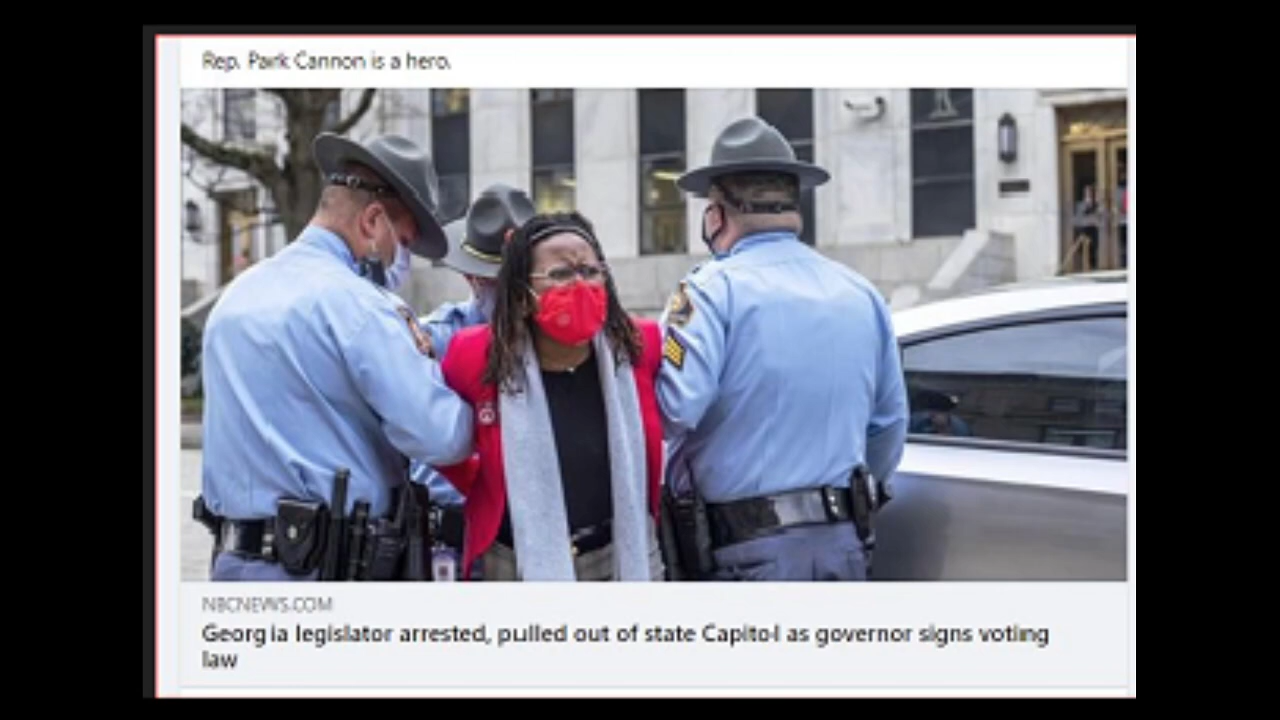 Rep. Park Cannon is a hero.
NBCNEWS.COM
Georgia legislator arrested, pulled out of state Capitol as governor signs voting
law